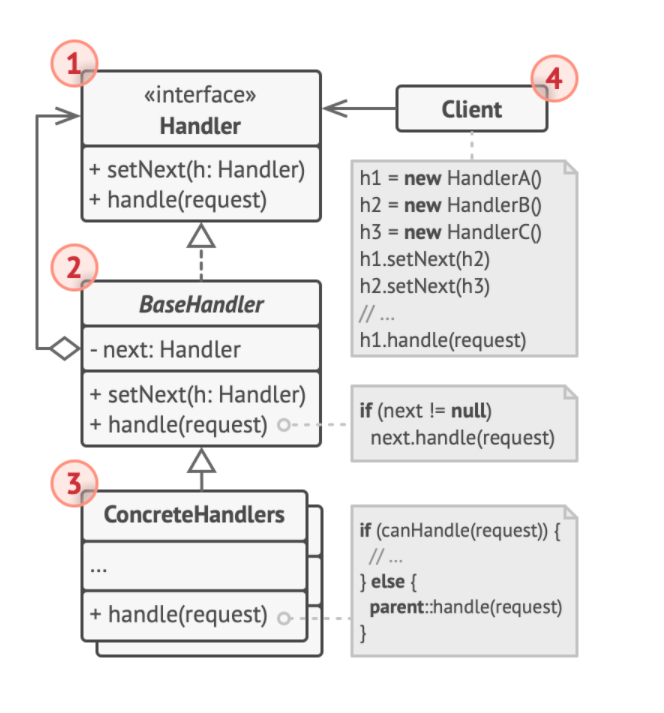 1
«interface»
Handler
+ setNext(h: Handler)
+ handle(request)
4
Client
h1 = new HandlerA()
h2 = new HandlerB()
h3 = new HandlerC()
h1.setNext(h2)
h2.setNext(h3)
// ...
h1.handle(request)
2
BaseHandler
- next: Handler
+ setNext(h: Handler)
+ handle(request)
if (next != null)
next.handle(request)
3
ConcreteHandlers
...
+ handle(request)
if (canHandle(request)) {
// ...
} else {
parent::handle(request)
}